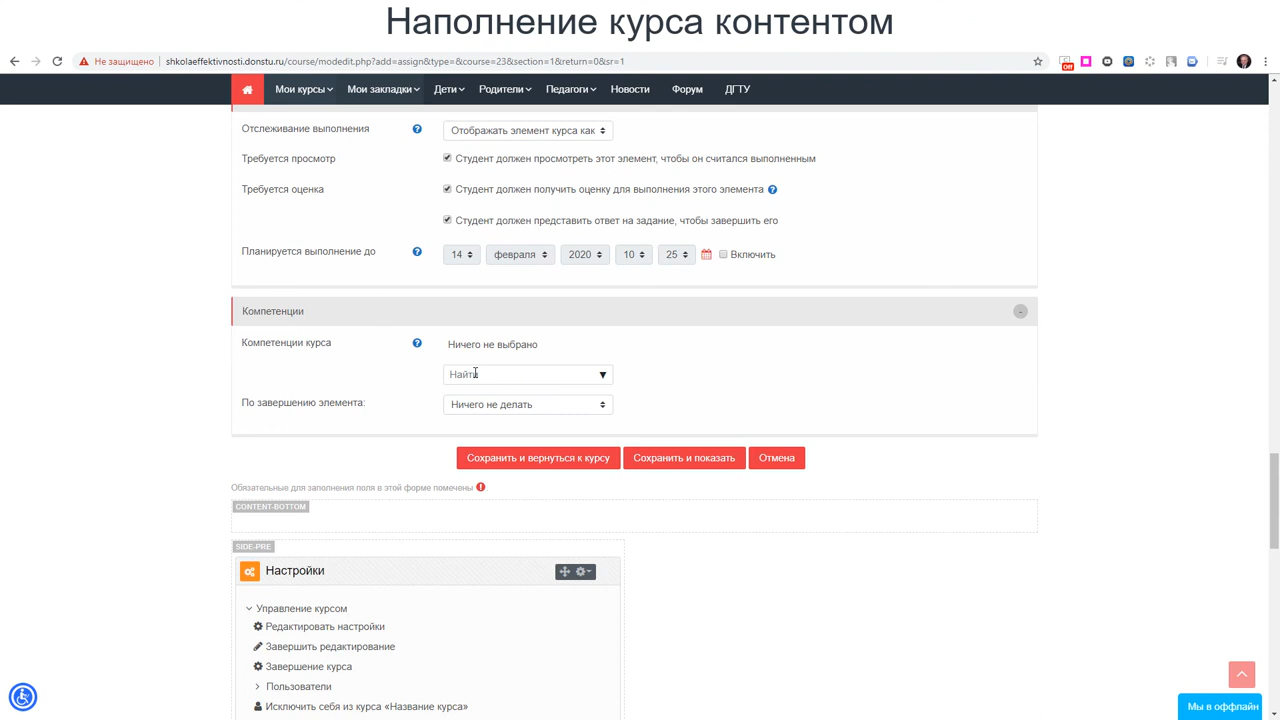 Наполнение курса контентом
Не защищено shkolaeffektivnosti.donstu.ru/course/modedit.php?add=assign&type=&course=23&section=1&return=0&sr=1
Off
Мои курсы Мои закладки Дети Родители Педагоги Новости Форум ДГТУ
Отслеживание выполнения ? Отображать элемент курса как
Требуется просмотр Студент должен просмотреть этот элемент, чтобы он считался выполненным
Требуется оценка Студент должен получить оценку для выполнения этого элемента ?
Студент должен представить ответ на задание, чтобы завершить его
Планируется выполнение до ? 14 февраля 2020 10 25 Включить
Компетенции -
Компетенции курса ? Ничего не выбрано
Найти
По завершению элемента: Ничего не делать
Сохранить и вернуться к курсу Сохранить и показать Отмена
Обязательные для заполнения поля в этой форме помечены !.
CONTENT-BOTTOM
SIDE-PRE
Настройки
Управление курсом
Редактировать настройки
Завершить редактирование
Завершение курса
Пользователи
Исключить себя из курса «Название курса»
Мы в оффлайн